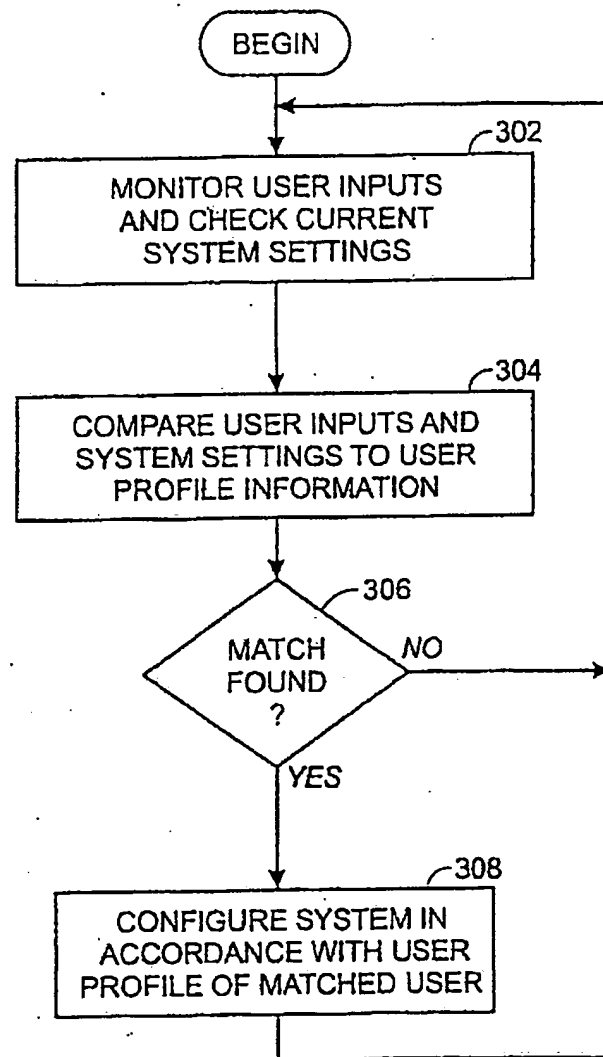 BEGIN
302
MONITOR USER INPUTS
AND CHECK CURRENT
SYSTEM SETTINGS
304
COMPARE USER INPUTS AND
SYSTEM SETTINGS TO USER
PROFILE INFORMATION
306
MATCH
FOUND
?
NO
YES
308
CONFIGURE SYSTEM IN
ACCORDANCE WITH USER
PROFILE OF MATCHED USER